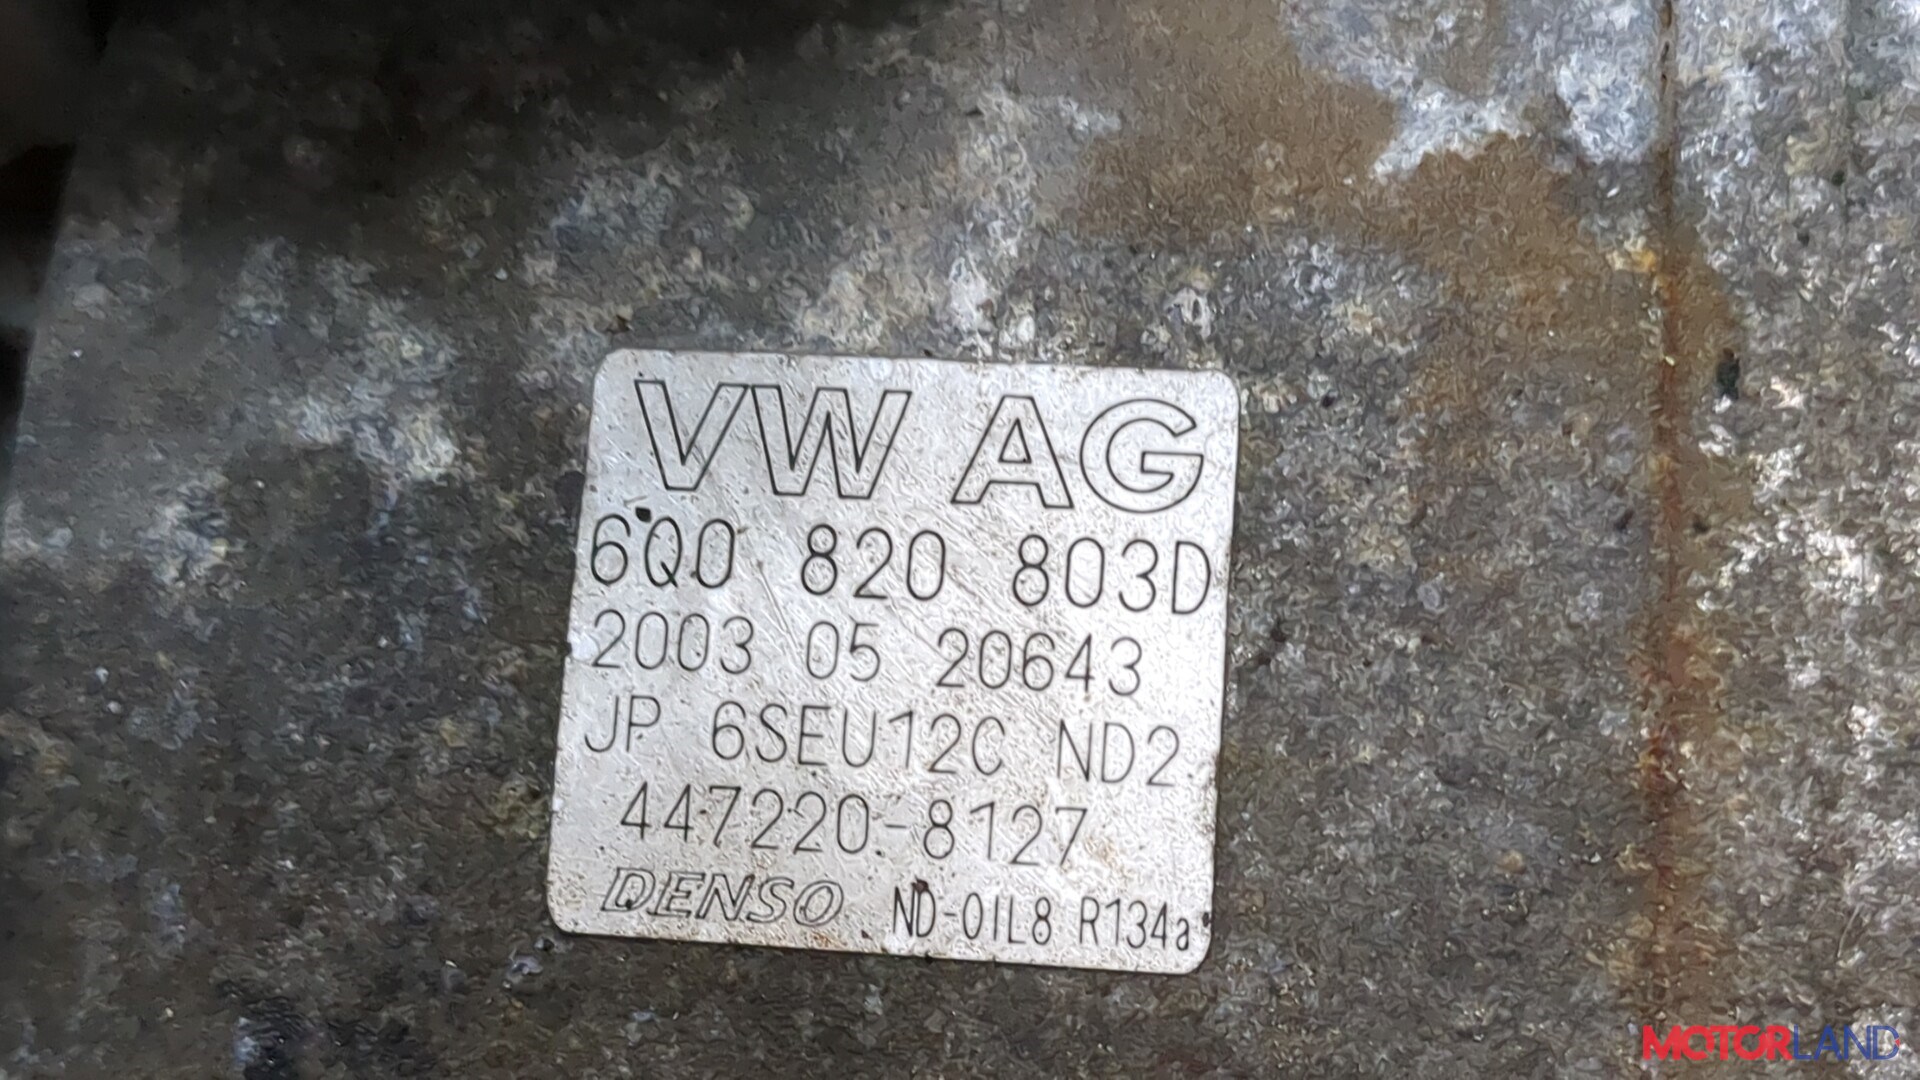 VW AG
6Q0 820 803D
2003 05 20643
JP 6SEU12C ND2
447220-8127
DENSO ND-OIL8 R134a
MOTORLAND